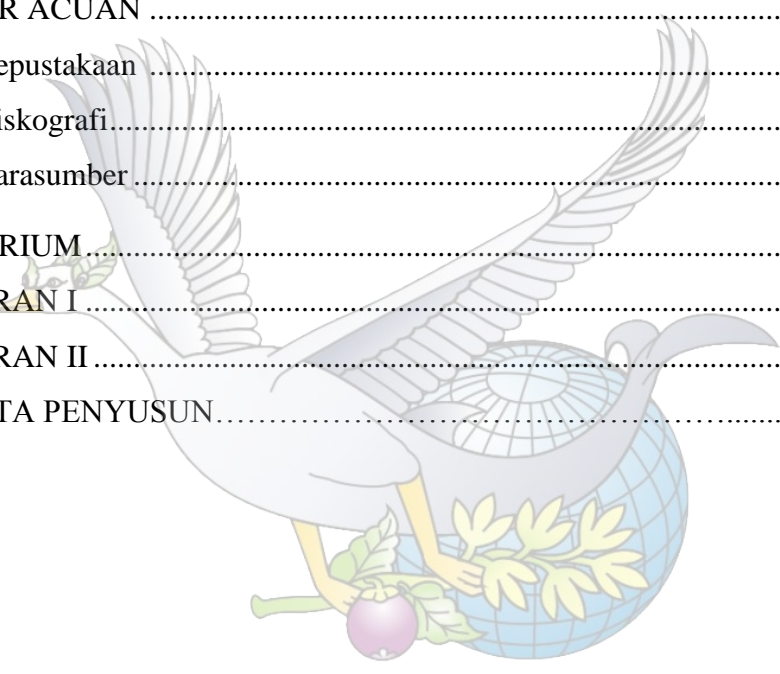 R ACUAN ................................................................................
epustakaan ................................................................................
iskografi................................................................................
arasumber ................................................................................
RIUM ................................................................................
RAN I ................................................................................
RAN II ................................................................................
TA PENYUSUN................................................................................